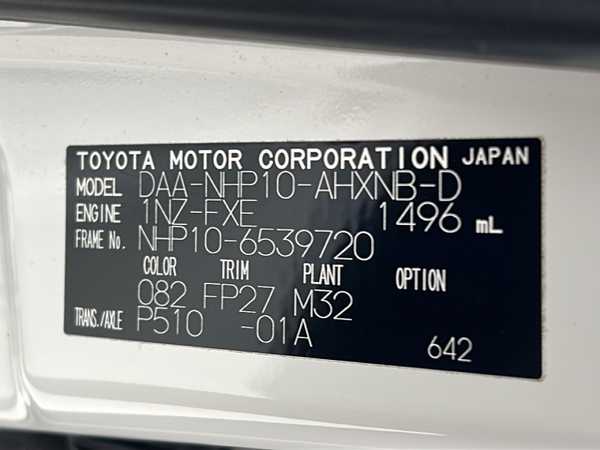 TOYOTA MOTOR CORPORATION JAPAN
MODEL DAA-NHP10-AHXNB-D
ENGINE 1NZ-FXE 1496 mL
FRAME No. NHP10-6539720
COLOR TRIM PLANT OPTION
082 FP27 M32
TRANS./AXLE P510 -01A
642